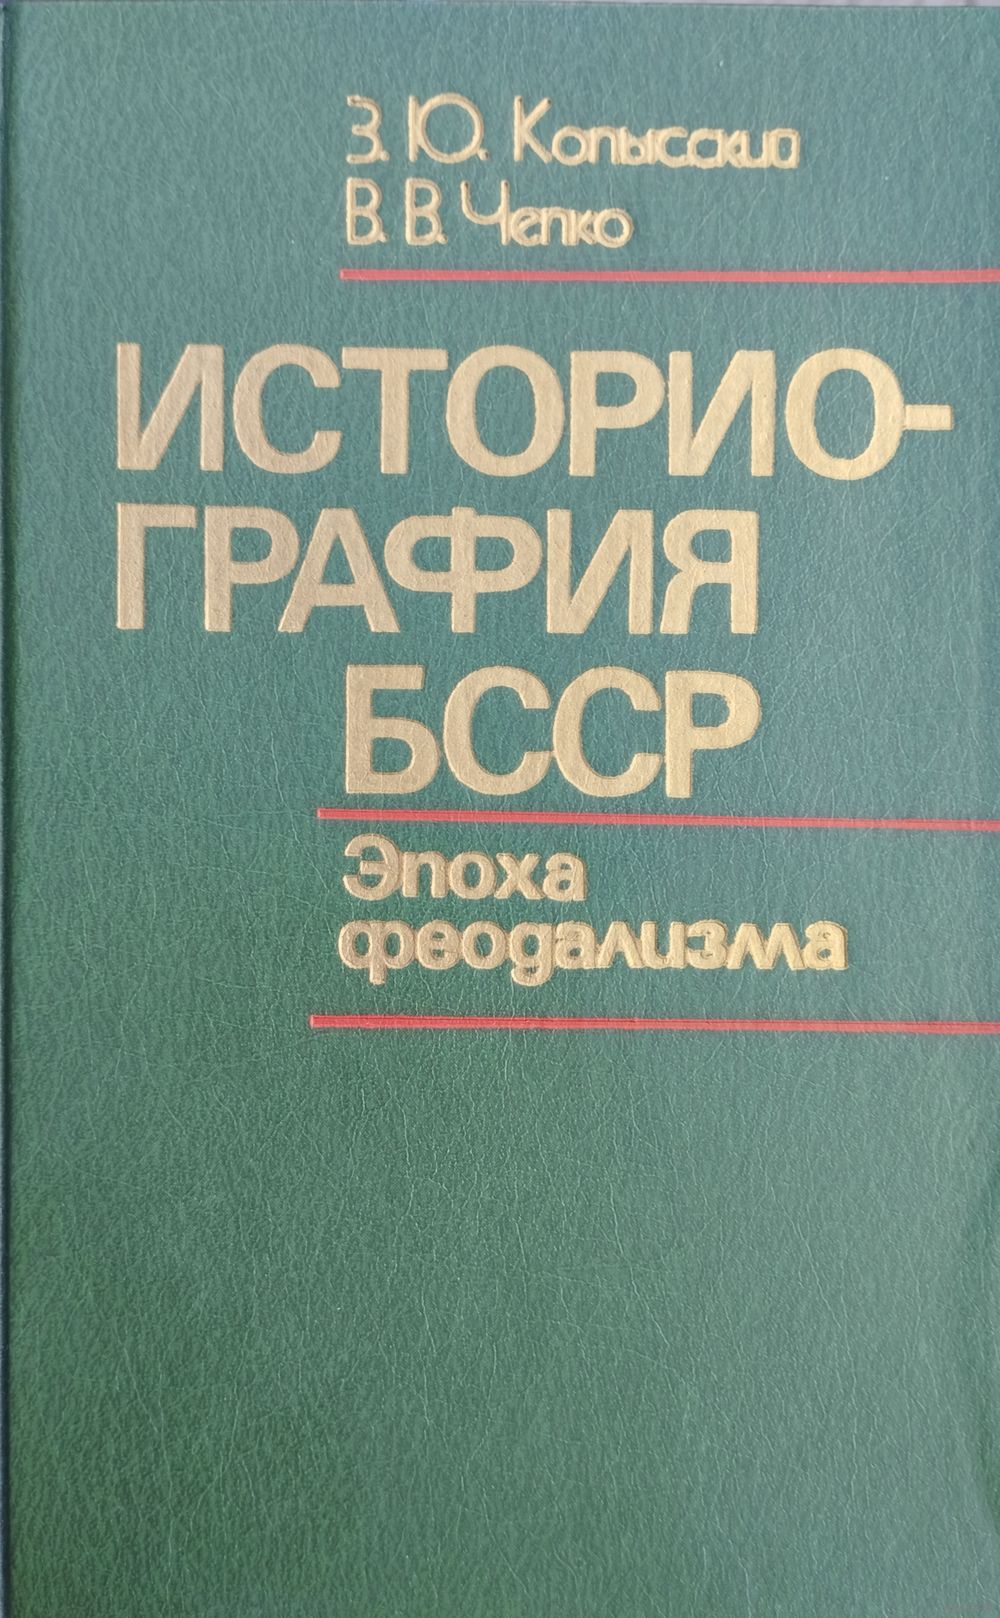 З. Ю. Копысский
В. В. Чепко
ИСТОРИО-
ГРАФИЯ
БССР
Эпоха
феодализма